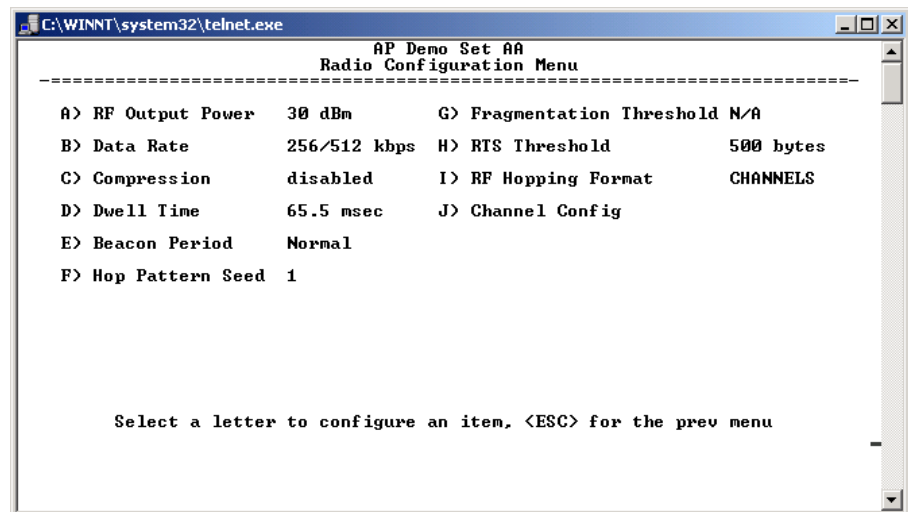 C:\WINNT\system32\telnet.exe
AP Demo Set AA
Radio Configuration Menu
-==========================================================================-
A) RF Output Power 30 dBm G) Fragmentation Threshold N/A
B) Data Rate 256/512 kbps H) RTS Threshold 500 bytes
C) Compression disabled I) RF Hopping Format CHANNELS
D) Dwell Time 65.5 msec J) Channel Config
E) Beacon Period Normal
F) Hop Pattern Seed 1
Select a letter to configure an item, <ESC> for the prev menu